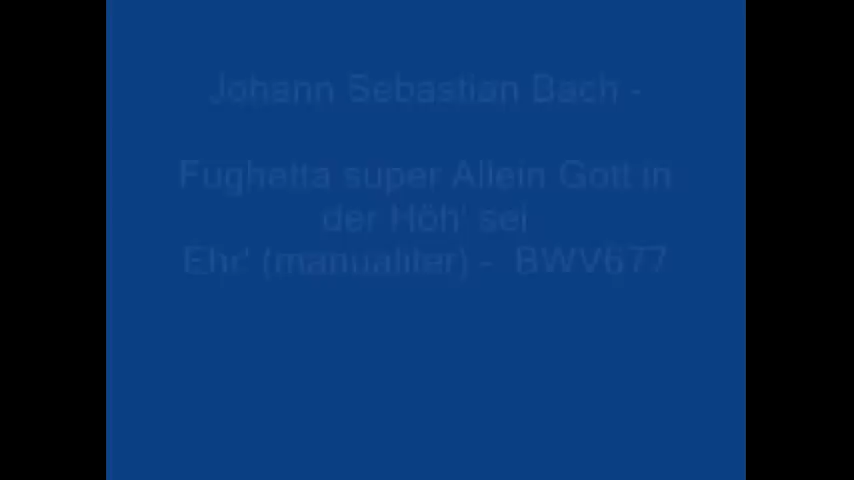 Johann Sebastian Bach -
Fughetta super Allein Gott in
der Höh' sei
Ehr' (manualiter) - BWV677